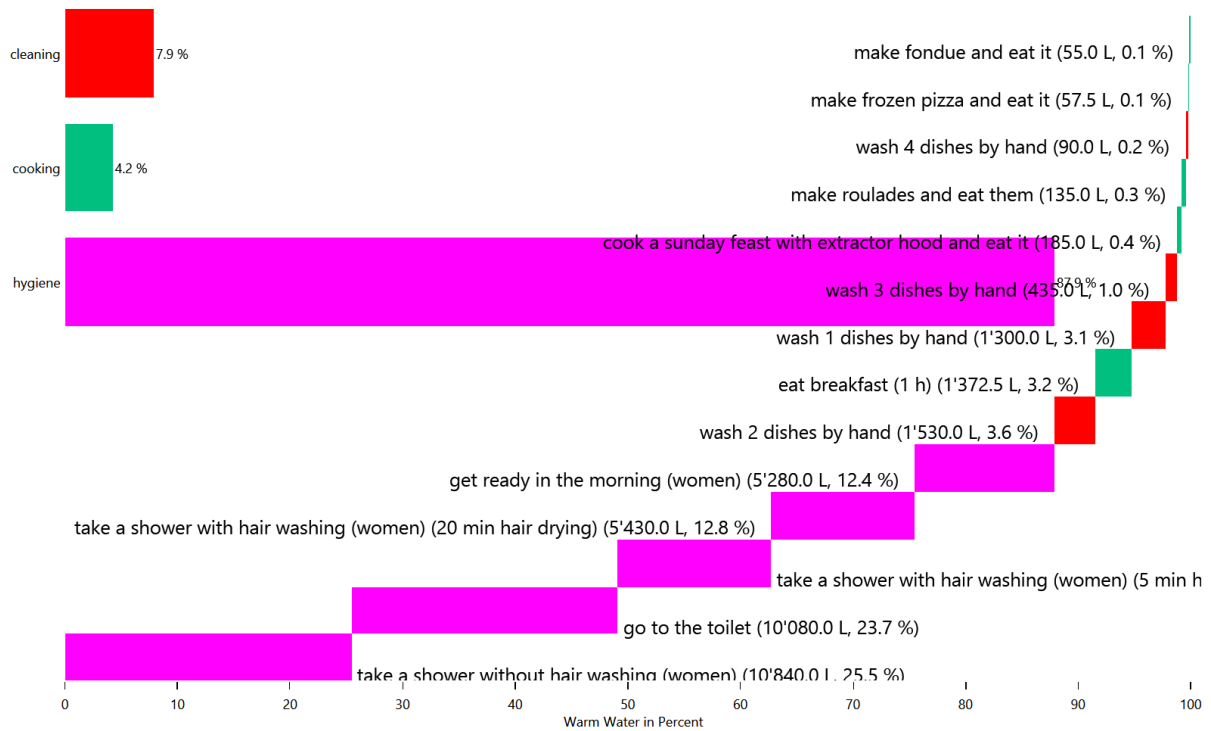 cleaning
7.9 %
make fondue and eat it (55.0 L, 0.1 %)
make frozen pizza and eat it (57.5 L, 0.1 %)
wash 4 dishes by hand (90.0 L, 0.2 %)
cooking
4.2 %
make roulades and eat them (135.0 L, 0.3 %)
cook a sunday feast with extractor hood and eat it (185.0 L, 0.4 %)
hygiene
87.9 %
wash 3 dishes by hand (435.0 L, 1.0 %)
wash 1 dishes by hand (1'300.0 L, 3.1 %)
eat breakfast (1 h) (1'372.5 L, 3.2 %)
wash 2 dishes by hand (1'530.0 L, 3.6 %)
get ready in the morning (women) (5'280.0 L, 12.4 %)
take a shower with hair washing (women) (20 min hair drying) (5'430.0 L, 12.8 %)
take a shower with hair washing (women) (5 min h
go to the toilet (10'080.0 L, 23.7 %)
take a shower without hair washing (women) (10'840.0 L, 25.5 %)
0 10 20 30 40 50 60 70 80 90 100
Warm Water in Percent